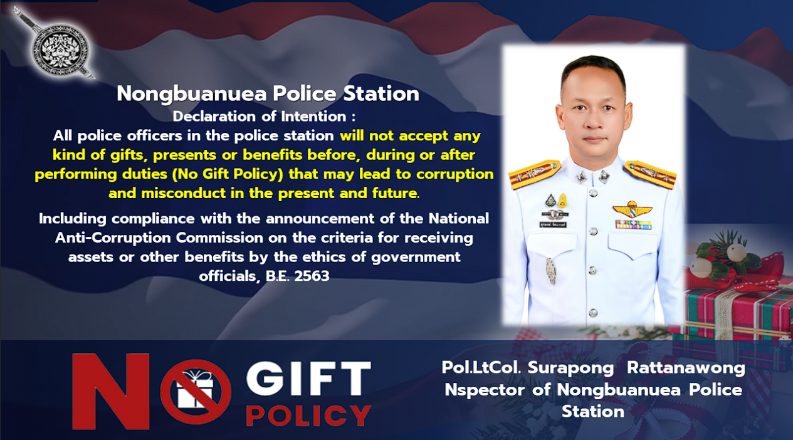 Nongbuanuea Police Station
Declaration of Intention :
All police officers in the police station will not accept any
kind of gifts, presents or benefits before, during or after
performing duties (No Gift Policy) that may lead to corruption
and misconduct in the present and future.
Including compliance with the announcement of the National
Anti-Corruption Commission on the criteria for receiving
assets or other benefits by the ethics of government
officials, B.E. 2563
NO GIFT
POLICY
Pol.LtCol. Surapong Rattanawong
Nspector of Nongbuanuea Police
Station